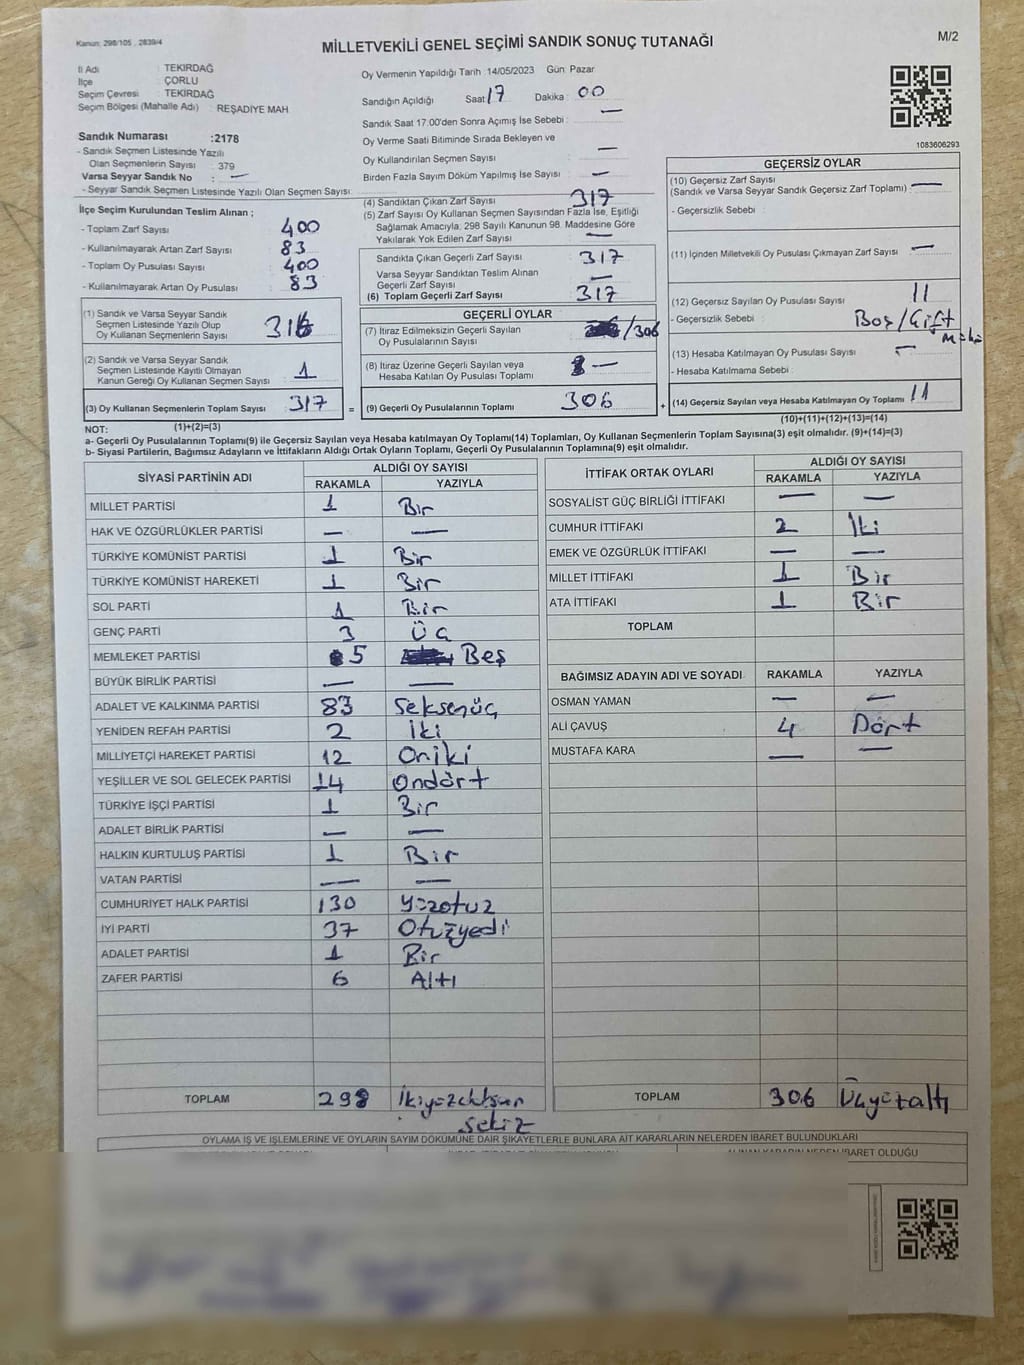 Kanun: 298/105 , 2839/4
MİLLETVEKİLİ GENEL SEÇİMİ SANDIK SONUÇ TUTANAĞI
M/2
İl Adı : TEKİRDAĞ
İlçe : ÇORLU
Seçim Çevresi : TEKİRDAĞ
Seçim Bölgesi (Mahalle Adı) : REŞADİYE MAH
Sandık Numarası :2178
- Sandık Seçmen Listesinde Yazılı
Olan Seçmenlerin Sayısı : 379
Varsa Seyyar Sandık No : —
- Seyyar Sandık Seçmen Listesinde Yazılı Olan Seçmen Sayısı:
Oy Vermenin Yapıldığı Tarih :14/05/2023 Gün: Pazar
Sandığın Açıldığı Saat: 17 Dakika : 00
Sandık Saat 17.00'den Sonra Açımış İse Sebebi : —
Oy Verme Saati Bitiminde Sırada Bekleyen ve
Oy Kullandırılan Seçmen Sayısı : —
Birden Fazla Sayım Döküm Yapılmış İse Sayısı : —
1083606293
İlçe Seçim Kurulundan Teslim Alınan ;
- Toplam Zarf Sayısı : 400
- Kullanılmayarak Artan Zarf Sayısı : 83
- Toplam Oy Pusulası Sayısı : 400
- Kullanılmayarak Artan Oy Pusulası : 83
(1) Sandık ve Varsa Seyyar Sandık
Seçmen Listesinde Yazılı Olup
Oy Kullanan Seçmenlerin Sayısı 316
(2) Sandık ve Varsa Seyyar Sandık
Seçmen Listesinde Kayıtlı Olmayan
Kanun Gereği Oy Kullanan Seçmen Sayısı : 1
(3) Oy Kullanan Seçmenlerin Toplam Sayısı : 317
(1)+(2)=(3)
(4) Sandıktan Çıkan Zarf Sayısı : 317
(5) Zarf Sayısı Oy Kullanan Seçmen Sayısından Fazla İse, Eşitliği
Sağlamak Amacıyla, 298 Sayılı Kanunun 98. Maddesine Göre
Yakılarak Yok Edilen Zarf Sayısı : —
Sandıkta Çıkan Geçerli Zarf Sayısı : 317
Varsa Seyyar Sandıktan Teslim Alınan
Geçerli Zarf Sayısı : —
(6) Toplam Geçerli Zarf Sayısı : 317
GEÇERLİ OYLAR
(7) İtiraz Edilmeksizin Geçerli Sayılan
Oy Pusulalarının Sayısı : /306
(8) İtiraz Üzerine Geçerli Sayılan veya
Hesaba Katılan Oy Pusulası Toplamı : —
= (9) Geçerli Oy Pusulalarının Toplamı : 306 +
GEÇERSİZ OYLAR
(10) Geçersiz Zarf Sayısı
(Sandık ve Varsa Seyyar Sandık Geçersiz Zarf Toplamı) : —
- Geçersizlik Sebebi :
(11) İçinden Milletvekili Oy Pusulası Çıkmayan Zarf Sayısı : —
(12) Geçersiz Sayılan Oy Pusulası Sayısı : 11
- Geçersizlik Sebebi : Boş/Çift
(13) Hesaba Katılmayan Oy Pusulası Sayısı : —
- Hesaba Katılmama Sebebi :
(14) Geçersiz Sayılan veya Hesaba Katılmayan Oy Toplamı : 11
(10)+(11)+(12)+(13)=(14)
NOT:
a- Geçerli Oy Pusulalarının Toplamı(9) ile Geçersiz Sayılan veya Hesaba katılmayan Oy Toplamı(14) Toplamları, Oy Kullanan Seçmenlerin Toplam Sayısına(3) eşit olmalıdır. (9)+(14)=(3)
b- Siyasi Partilerin, Bağımsız Adayların ve İttifakların Aldığı Ortak Oyların Toplamı, Geçerli Oy Pusulalarının Toplamına(9) eşit olmalıdır.
SİYASİ PARTİNİN ADI ALDIĞI OY SAYISI
RAKAMLA YAZIYLA
MİLLET PARTİSİ 1 Bir
HAK VE ÖZGÜRLÜKLER PARTİSİ — —
TÜRKİYE KOMÜNİST PARTİSİ 1 Bir
TÜRKİYE KOMÜNİST HAREKETİ 1 Bir
SOL PARTİ 1 Bir
GENÇ PARTİ 3 Üç
MEMLEKET PARTİSİ 5 Beş
BÜYÜK BİRLİK PARTİSİ — —
ADALET VE KALKINMA PARTİSİ 83 Seksenüç
YENİDEN REFAH PARTİSİ 2 İki
MİLLİYETÇİ HAREKET PARTİSİ 12 Oniki
YEŞİLLER VE SOL GELECEK PARTİSİ 14 Ondört
TÜRKİYE İŞÇİ PARTİSİ 1 Bir
ADALET BİRLİK PARTİSİ — —
HALKIN KURTULUŞ PARTİSİ 1 Bir
VATAN PARTİSİ — —
CUMHURİYET HALK PARTİSİ 130 Yüzotuz
İYİ PARTİ 37 Otuzyedi
ADALET PARTİSİ 1 Bir
ZAFER PARTİSİ 6 Altı
TOPLAM 298
sekiz
İTTİFAK ORTAK OYLARI ALDIĞI OY SAYISI
RAKAMLA YAZIYLA
SOSYALİST GÜÇ BİRLİĞİ İTTİFAKI — —
CUMHUR İTTİFAKI 2 İki
EMEK VE ÖZGÜRLÜK İTTİFAKI — —
MİLLET İTTİFAKI 1 Bir
ATA İTTİFAKI 1 Bir
TOPLAM
BAĞIMSIZ ADAYIN ADI VE SOYADI RAKAMLA YAZIYLA
OSMAN YAMAN — —
ALİ ÇAVUŞ 4 Dört
MUSTAFA KARA — —
TOPLAM 306 Üçyüzaltı
OYLAMA İŞ VE İŞLEMLERİNE VE OYLARIN SAYIM DÖKÜMÜNE DAİR ŞİKAYETLERLE BUNLARA AİT KARARLARIN NELERDEN İBARET BULUNDUKLARI
ALINAN KARARIN NEDEN İBARET OLDUĞU